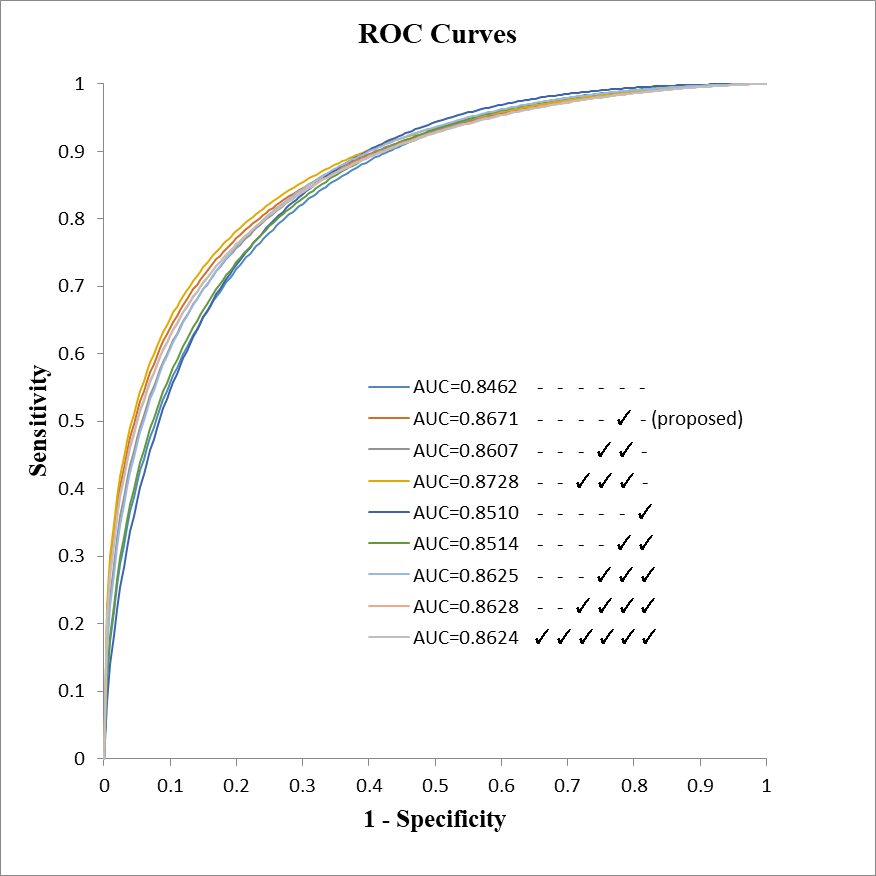 ROC Curves
1
0.9
0.8
0.7
0.6
0.5
0.4
0.3
0.2
0.1
0
Sensitivity
AUC=0.8462 - - - - - -
AUC=0.8671 - - - - ✓ - (proposed)
AUC=0.8607 - - - ✓ ✓ -
AUC=0.8728 - - ✓ ✓ ✓ -
AUC=0.8510 - - - - - ✓
AUC=0.8514 - - - - ✓ ✓
AUC=0.8625 - - - ✓ ✓ ✓
AUC=0.8628 - - ✓ ✓ ✓ ✓
AUC=0.8624 ✓ ✓ ✓ ✓ ✓ ✓
0 0.1 0.2 0.3 0.4 0.5 0.6 0.7 0.8 0.9 1
1 - Specificity